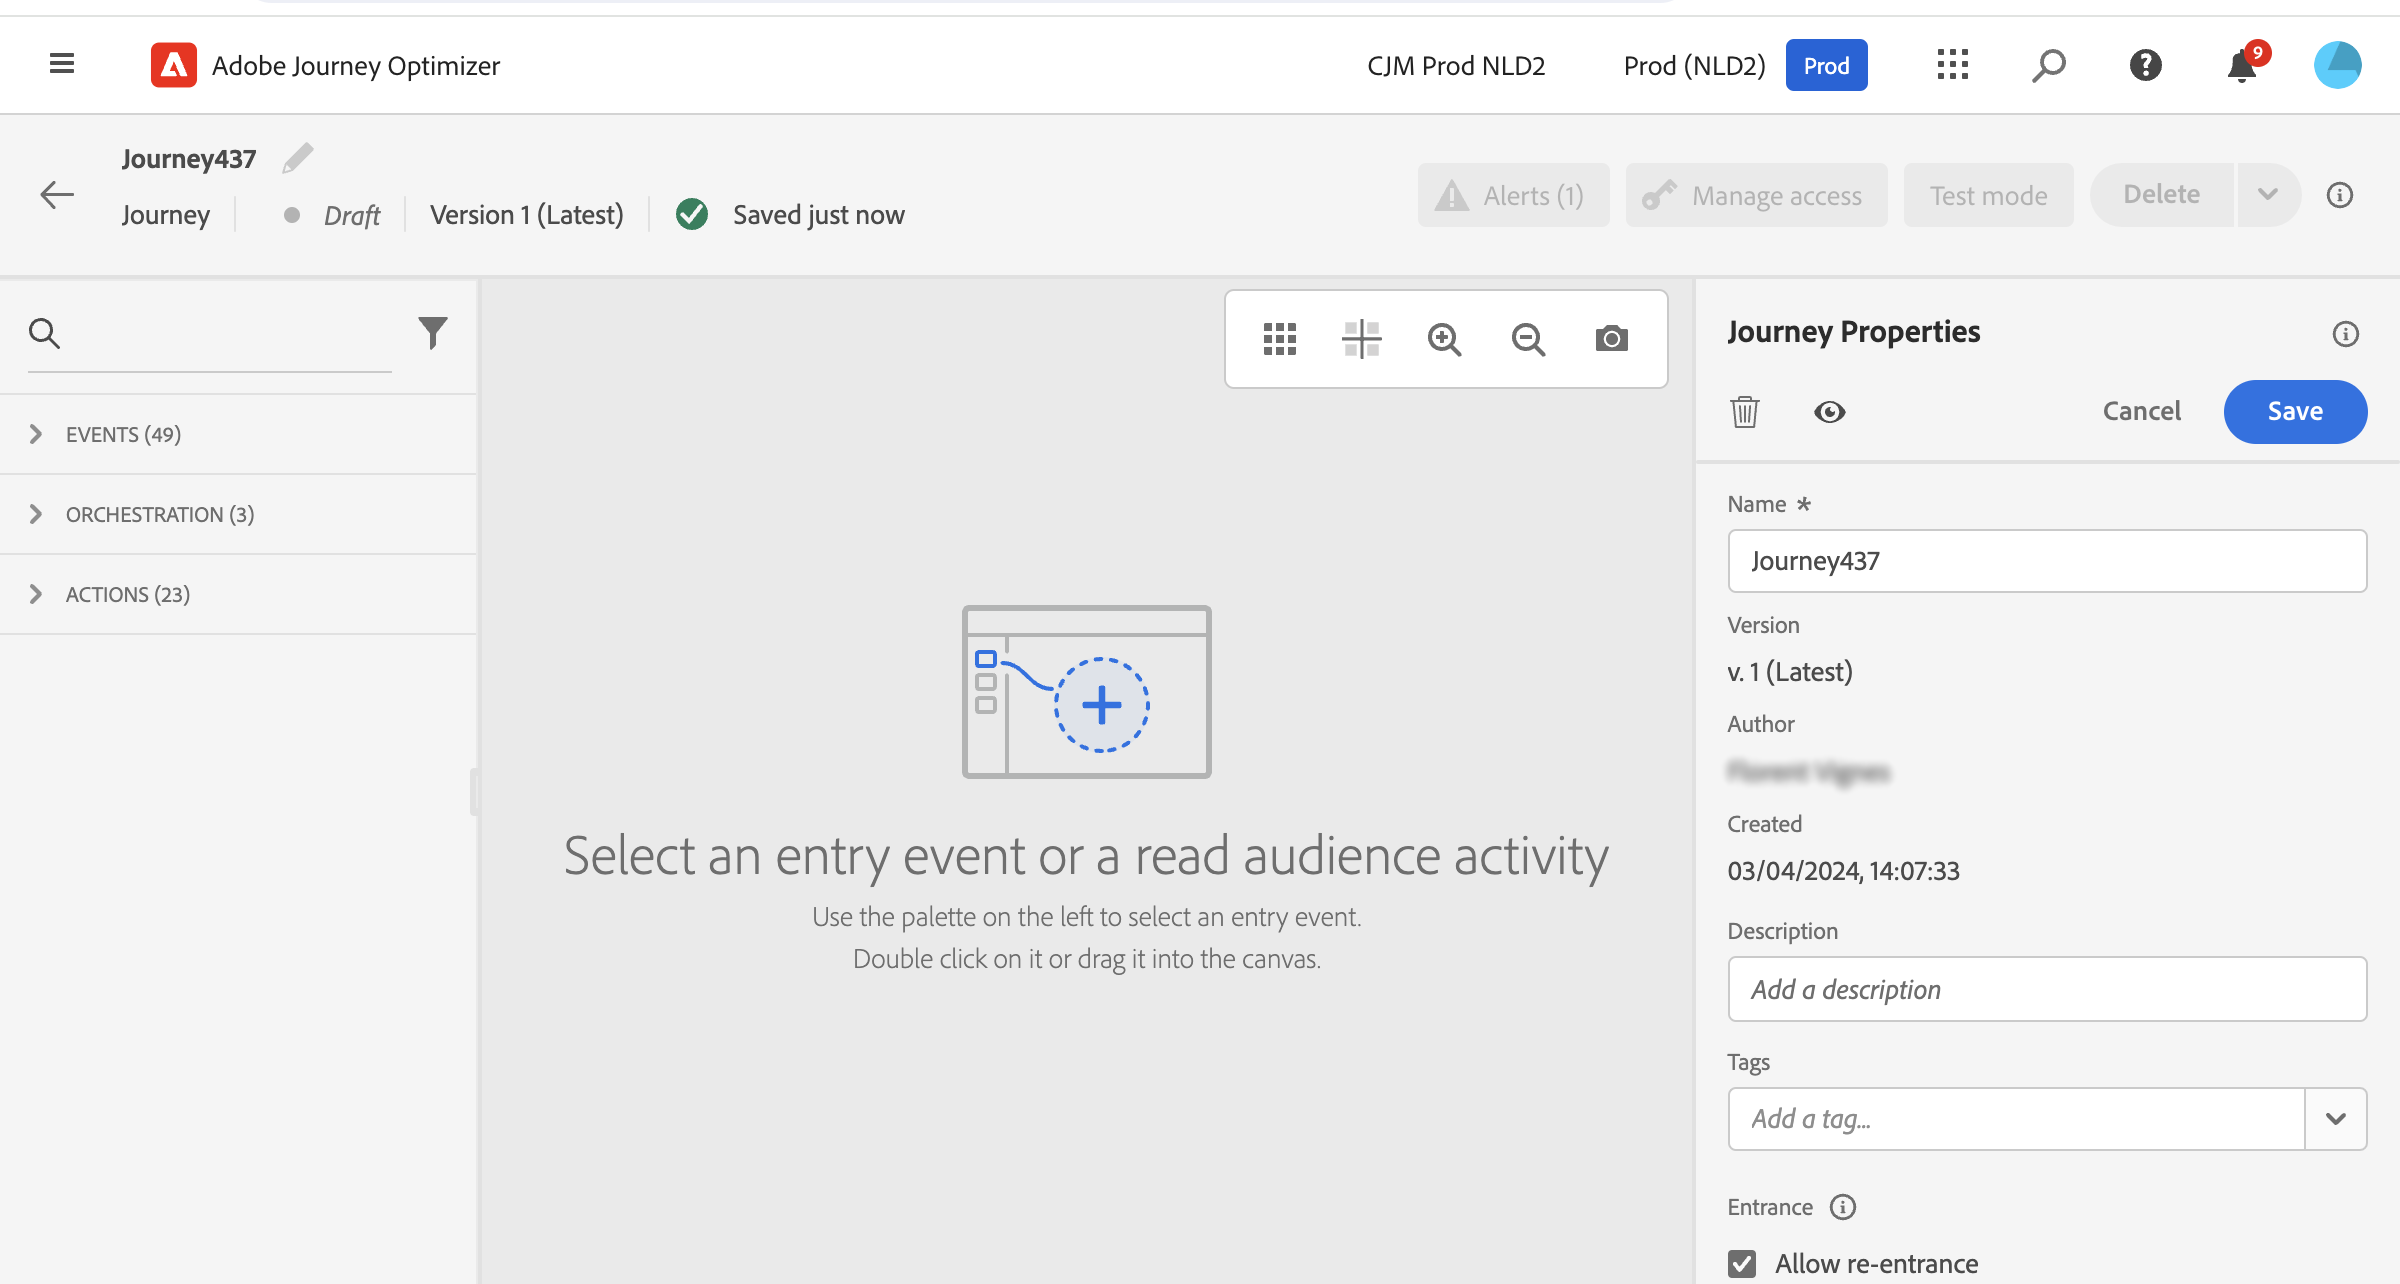 Adobe Journey Optimizer
CJM Prod NLD2
Prod (NLD2)
Prod
9
Journey437
Journey
Draft
Version 1 (Latest)
Saved just now
Alerts (1)
Manage access
Test mode
Delete
EVENTS (49)
ORCHESTRATION (3)
ACTIONS (23)
Select an entry event or a read audience activity
Use the palette on the left to select an entry event.
Double click on it or drag it into the canvas.
Journey Properties
Cancel
Save
Name *
Journey437
Version
v. 1 (Latest)
Author
Created
03/04/2024, 14:07:33
Description
Add a description
Tags
Add a tag...
Entrance
Allow re-entrance